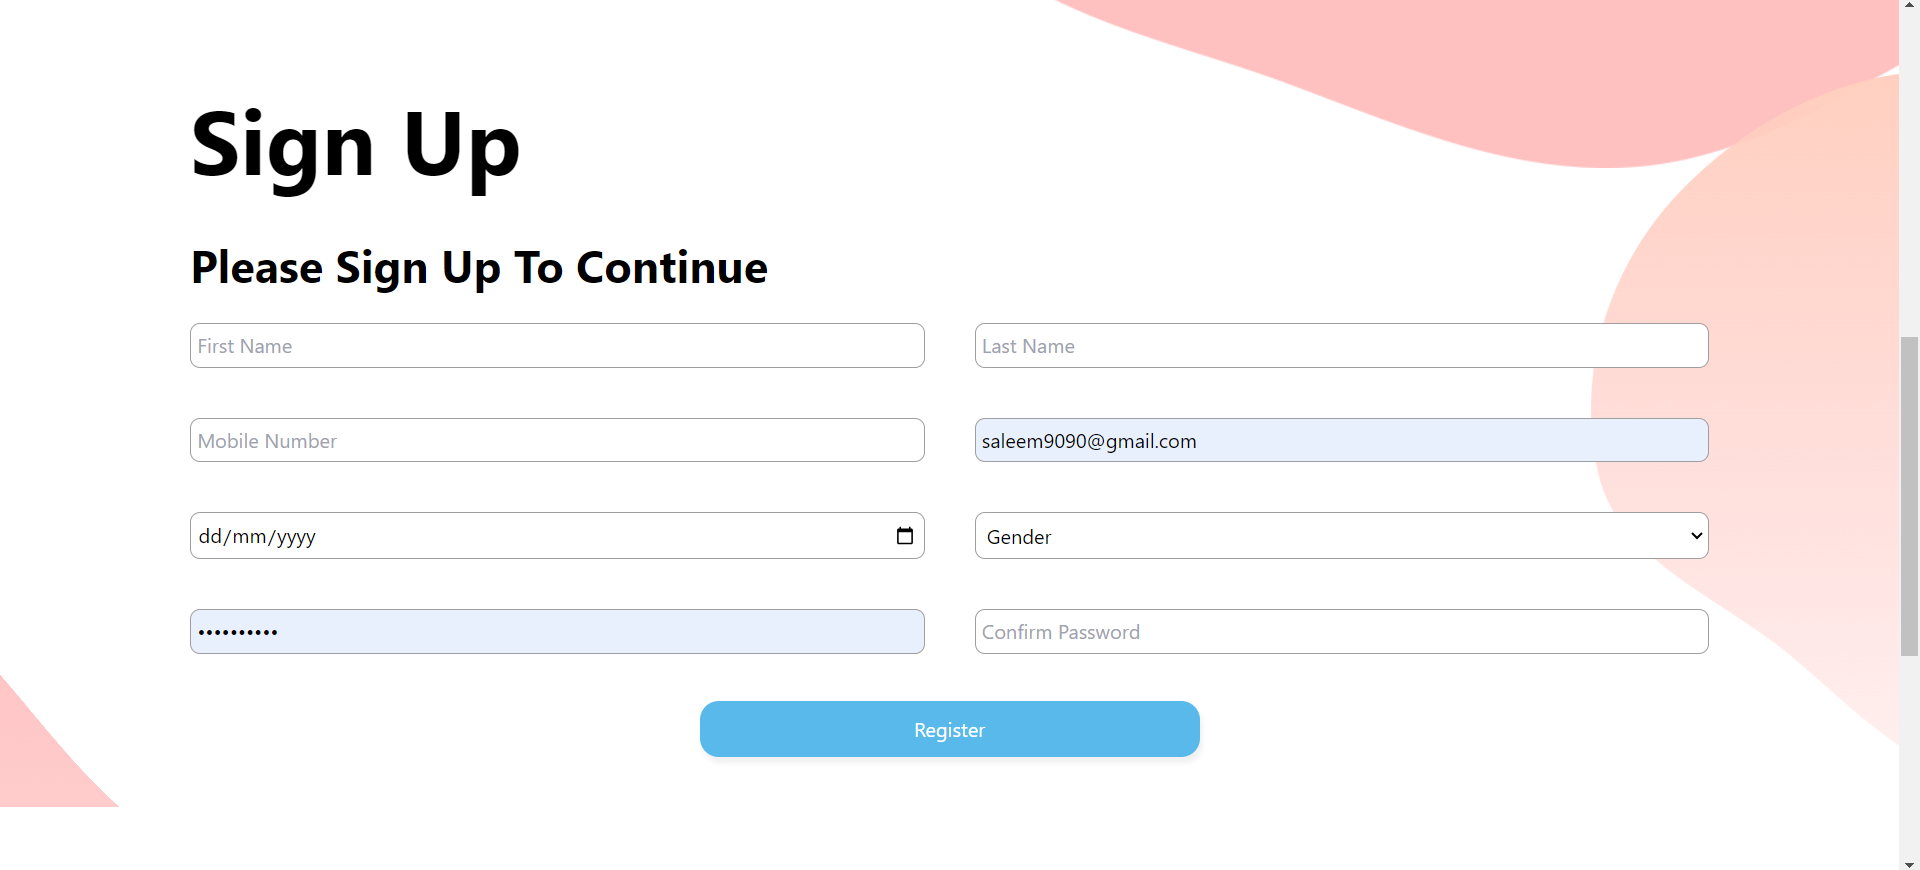 Sign Up
Please Sign Up To Continue
First Name
Last Name
Mobile Number
saleem9090@gmail.com
dd/mm/yyyy
Gender
••••••••••
Confirm Password
Register